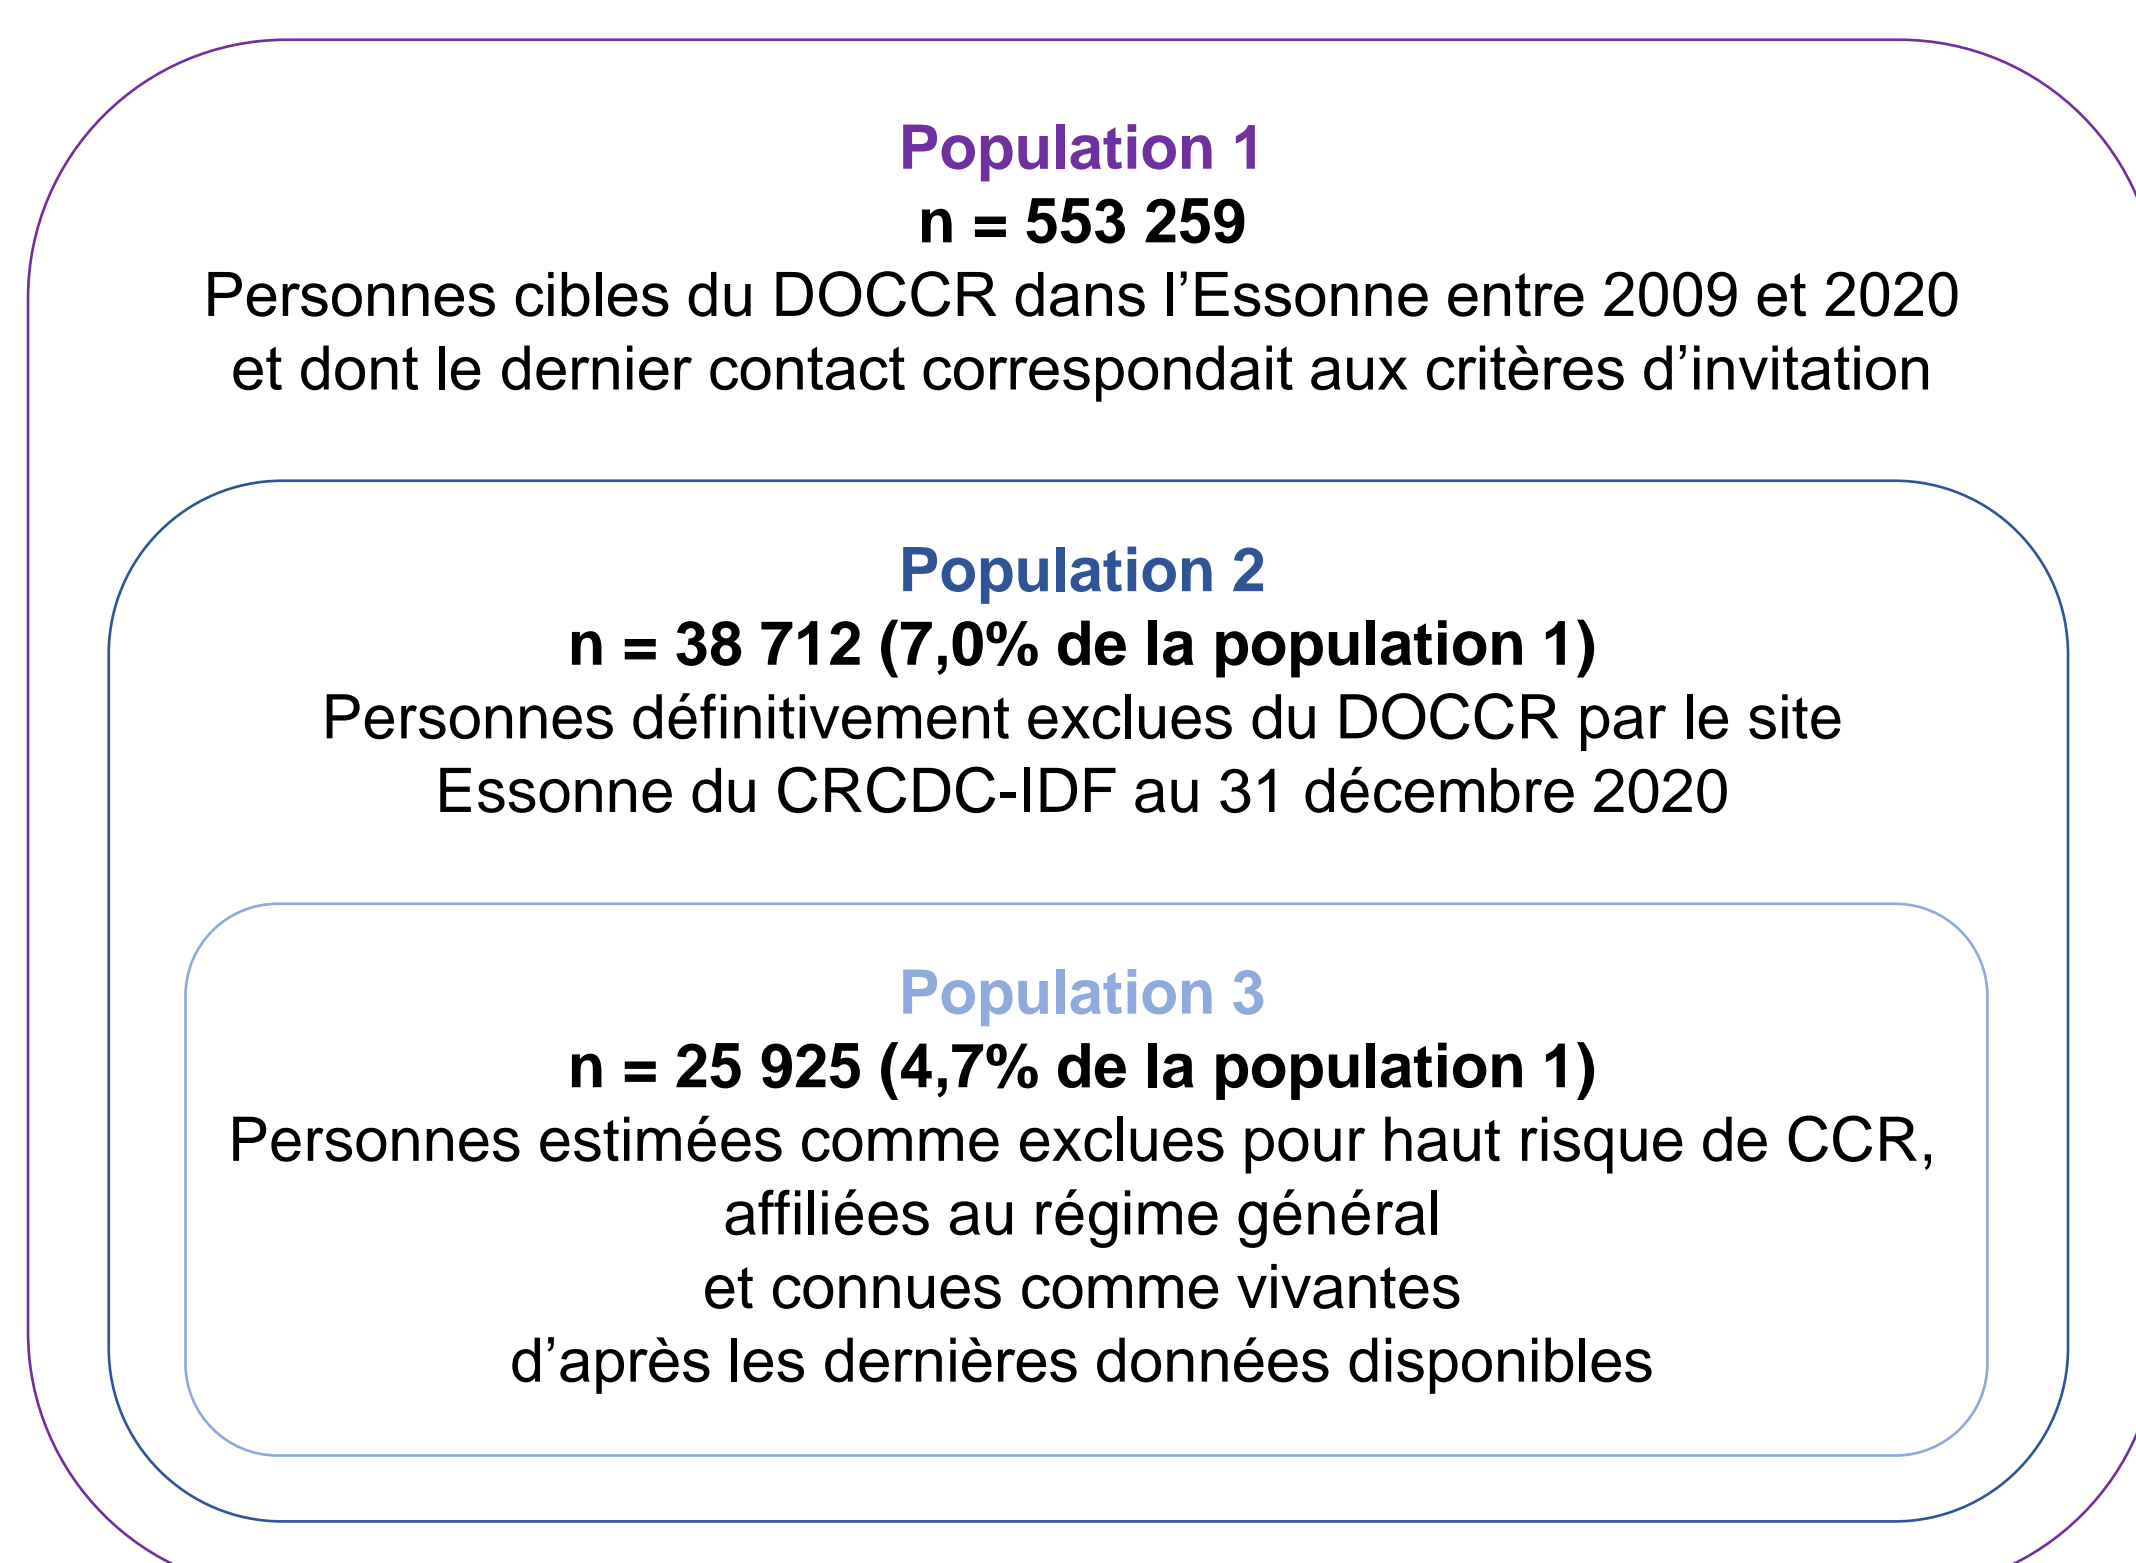 Population 1
n = 553 259
Personnes cibles du DOCCR dans l’Essonne entre 2009 et 2020
et dont le dernier contact correspondait aux critères d’invitation
Population 2
n = 38 712 (7,0% de la population 1)
Personnes définitivement exclues du DOCCR par le site
Essonne du CRCDC-IDF au 31 décembre 2020
Population 3
n = 25 925 (4,7% de la population 1)
Personnes estimées comme exclues pour haut risque de CCR,
affiliées au régime général
et connues comme vivantes
d’après les dernières données disponibles